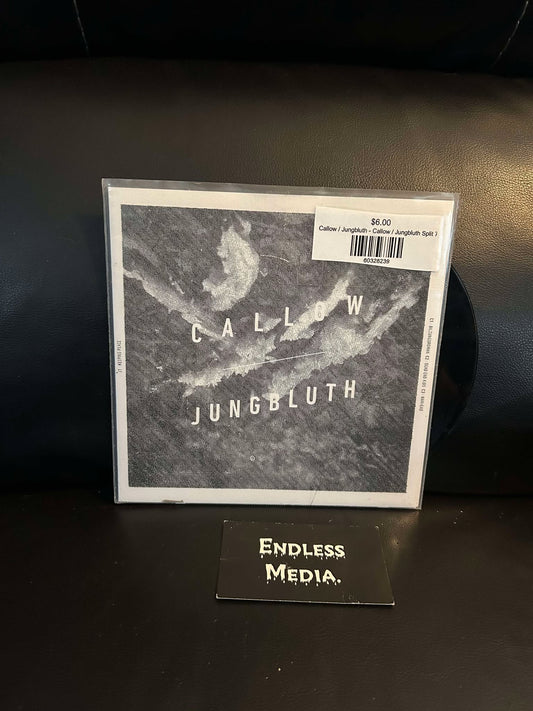 $6.00
Callow / Jungbluth - Callow / Jungbluth Split 7
60328239
CALLOW
JUNGBLUTH
ENDLESS
MEDIA.